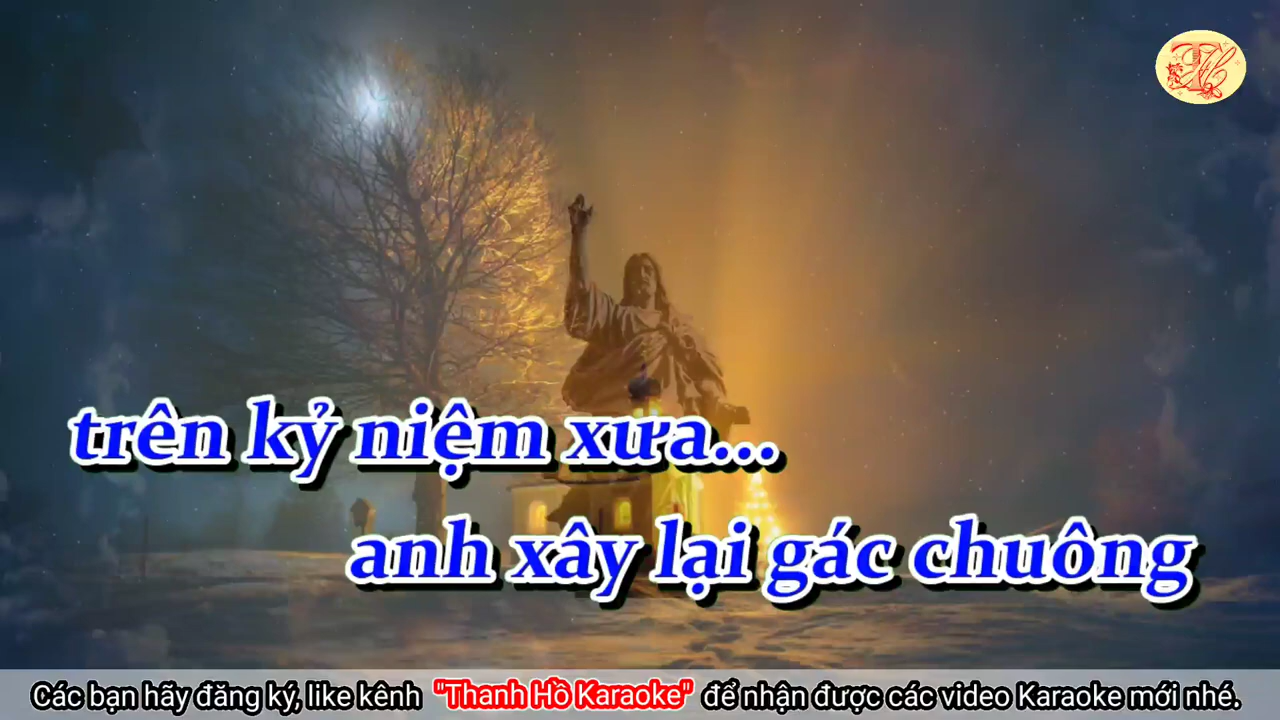 trên kỷ niệm xưa...
anh xây lại gác chuông
Các bạn hãy đăng ký, like kênh "Thanh Hồ Karaoke" để nhận được các video Karaoke mới nhé.